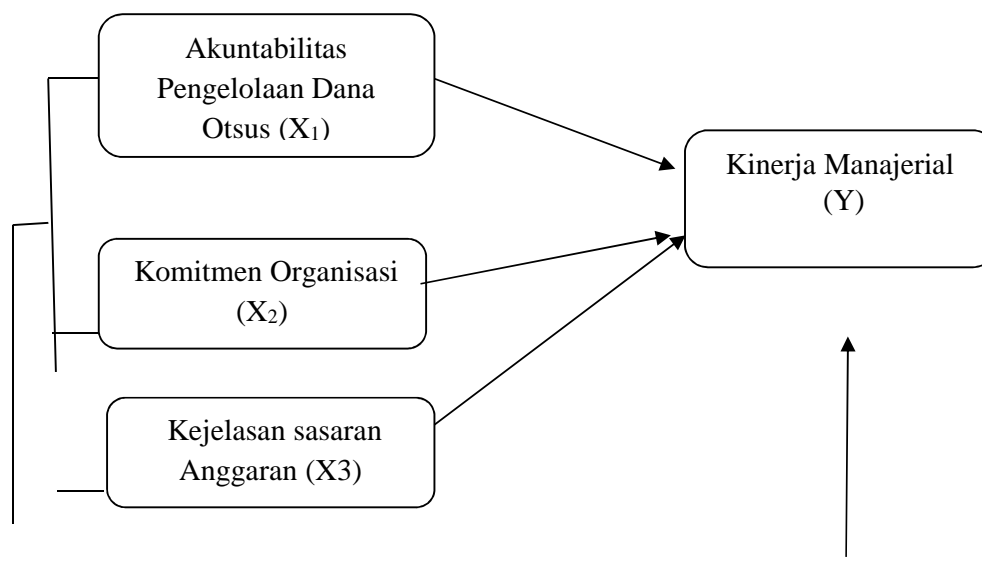 Akuntabilitas
Pengelolaan Dana
Otsus (X₁)
Kinerja Manajerial
(Y)
Komitmen Organisasi
(X₂)
Kejelasan sasaran
Anggaran (X3)